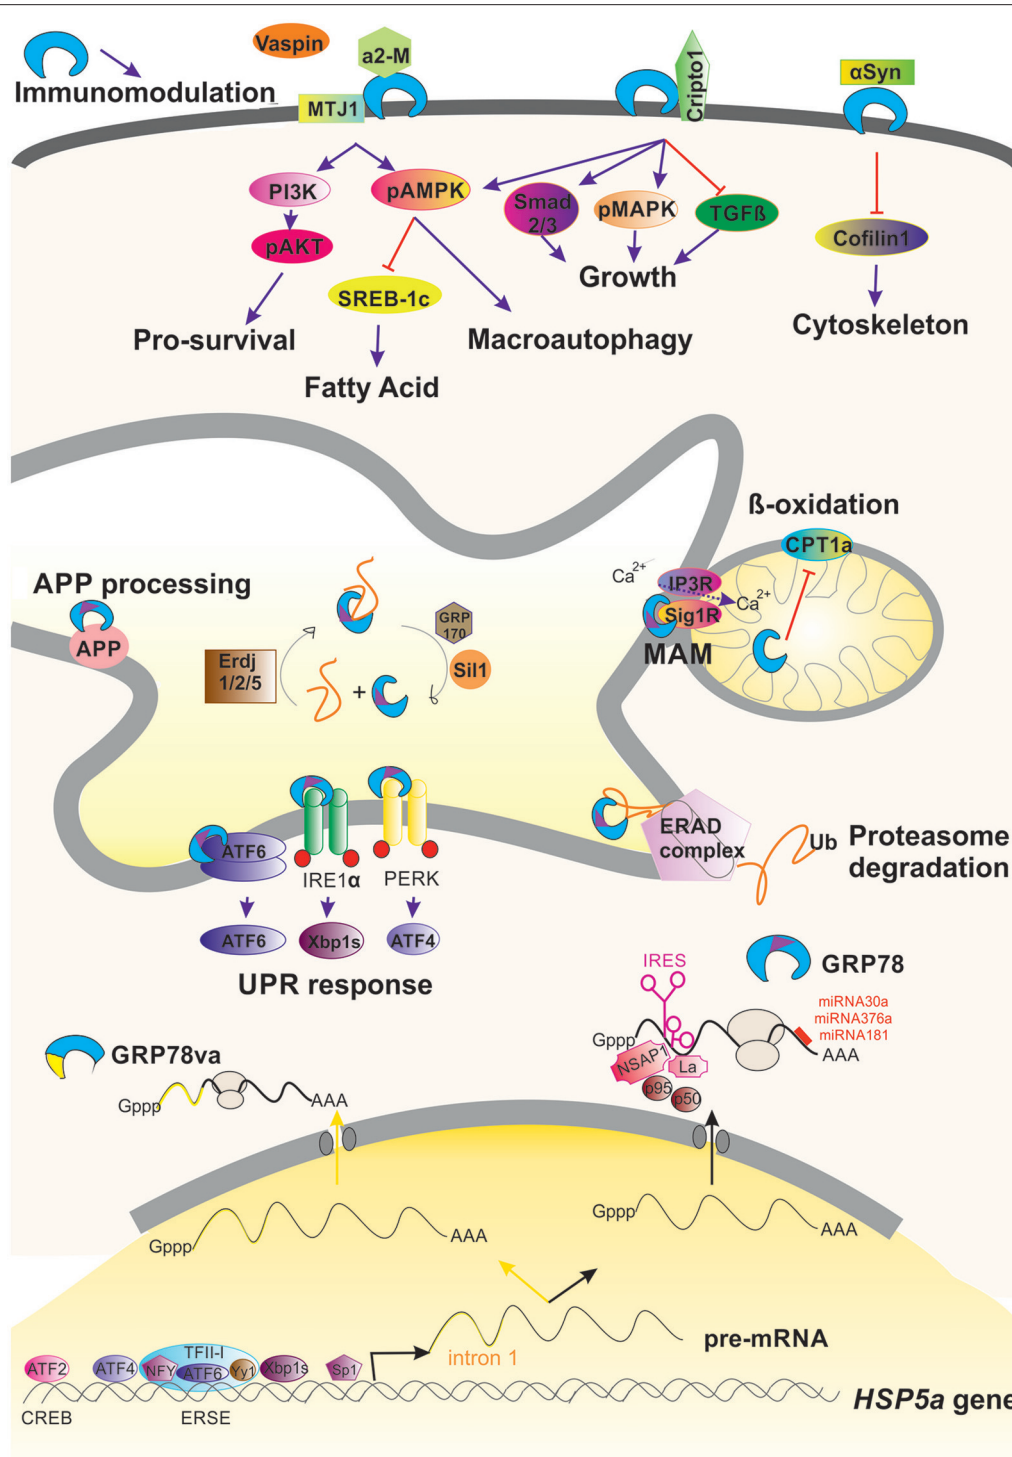 Vaspin
a2-M
Immunomodulation
MTJ1
Cripto1
αSyn
PI3K
pAMPK
Smad
2/3
pMAPK
TGFß
pAKT
Cofilin1
SREB-1c
Growth
Pro-survival
Macroautophagy
Cytoskeleton
Fatty Acid
ß-oxidation
CPT1a
APP processing
Ca2+
IP3R
Ca2+
Sig1R
MAM
APP
GRP
170
Erdj
1/2/5
Sil1
+
ERAD
complex
Ub
Proteasome
degradation
ATF6
IRE1α
PERK
ATF6
Xbp1s
ATF4
UPR response
IRES
GRP78
miRNA30a
miRNA376a
miRNA181
Gppp
AAA
NSAP1
La
p95
p50
GRP78va
Gppp
AAA
Gppp
AAA
Gppp
AAA
pre-mRNA
intron 1
ATF2
ATF4
TFII-I
NFY
ATF6
Yy1
Xbp1s
Sp1
HSP5a gene
CREB
ERSE